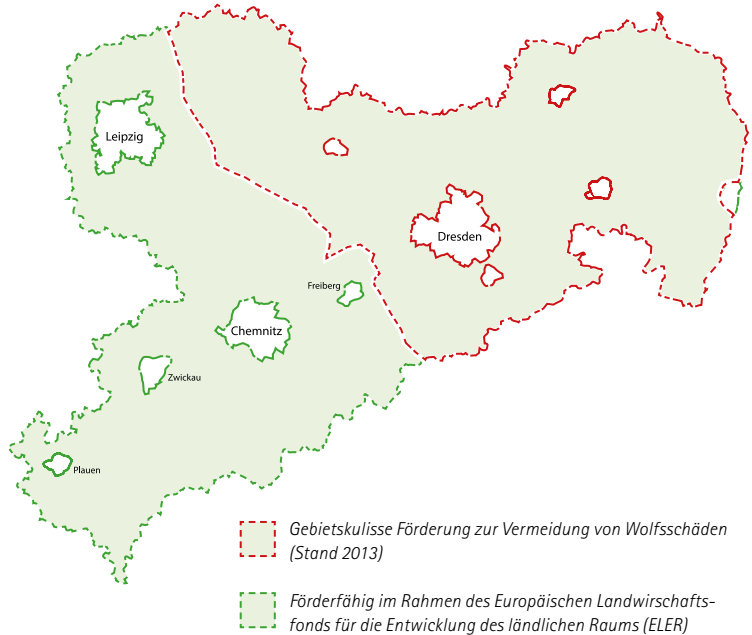 Leipzig
Dresden
Freiberg
Chemnitz
Zwickau
Plauen
Gebietskulisse Förderung zur Vermeidung von Wolfsschäden
(Stand 2013)
Förderfähig im Rahmen des Europäischen Landwirschafts-
fonds für die Entwicklung des ländlichen Raums (ELER)